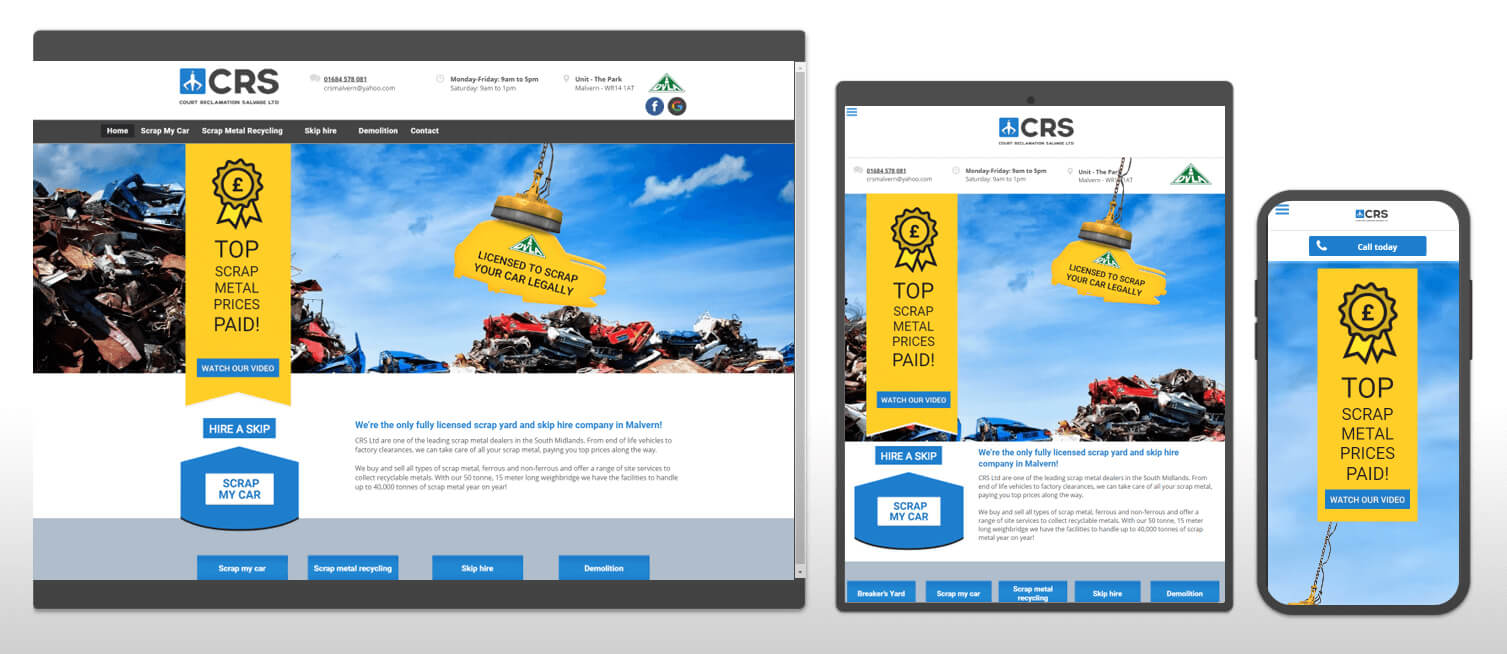 CRS
COURT RECLAMATION SALVAGE LTD
01684 578 081
crsmalvern@yahoo.com
Monday-Friday: 9am to 5pm
Saturday: 9am to 1pm
Unit - The Park
Malvern - WR14 1AT
DVLA
f G
Home Scrap My Car Scrap Metal Recycling Skip hire Demolition Contact
£
TOP
SCRAP
METAL
PRICES
PAID!
WATCH OUR VIDEO
DVLA
LICENSED TO SCRAP
YOUR CAR LEGALLY
HIRE A SKIP
SCRAP
MY CAR
We're the only fully licensed scrap yard and skip hire company in Malvern!
CRS Ltd are one of the leading scrap metal dealers in the South Midlands. From end of life vehicles to
factory clearances, we can take care of all your scrap metal, paying you top prices along the way.
We buy and sell all types of scrap metal, ferrous and non-ferrous and offer a range of site services to
collect recyclable metals. With our 50 tonne, 15 meter long weighbridge we have the facilities to handle
up to 40,000 tonnes of scrap metal year on year!
Scrap my car Scrap metal recycling Skip hire Demolition
CRS
COURT RECLAMATION SALVAGE LTD
01684 578 081
crsmalvern@yahoo.com
Monday-Friday: 9am to 5pm
Saturday: 9am to 1pm
Unit - The Park
Malvern - WR14 1AT
DVLA
£
TOP
SCRAP
METAL
PRICES
PAID!
WATCH OUR VIDEO
DVLA
LICENSED TO SCRAP
YOUR CAR LEGALLY
HIRE A SKIP
SCRAP
MY CAR
We're the only fully licensed scrap yard and skip hire
company in Malvern!
CRS Ltd are one of the leading scrap metal dealers in the South Midlands. From
end of life vehicles to factory clearances, we can take care of all your scrap metal,
paying you top prices along the way.
We buy and sell all types of scrap metal, ferrous and non-ferrous and offer a
range of site services to collect recyclable metals. With our 50 tonne, 15 meter
long weighbridge we have the facilities to handle up to 40,000 tonnes of scrap
metal year on year!
Breaker's Yard Scrap my car Scrap metal recycling Skip hire Demolition
CRS
Call today
£
TOP
SCRAP
METAL
PRICES
PAID!
WATCH OUR VIDEO